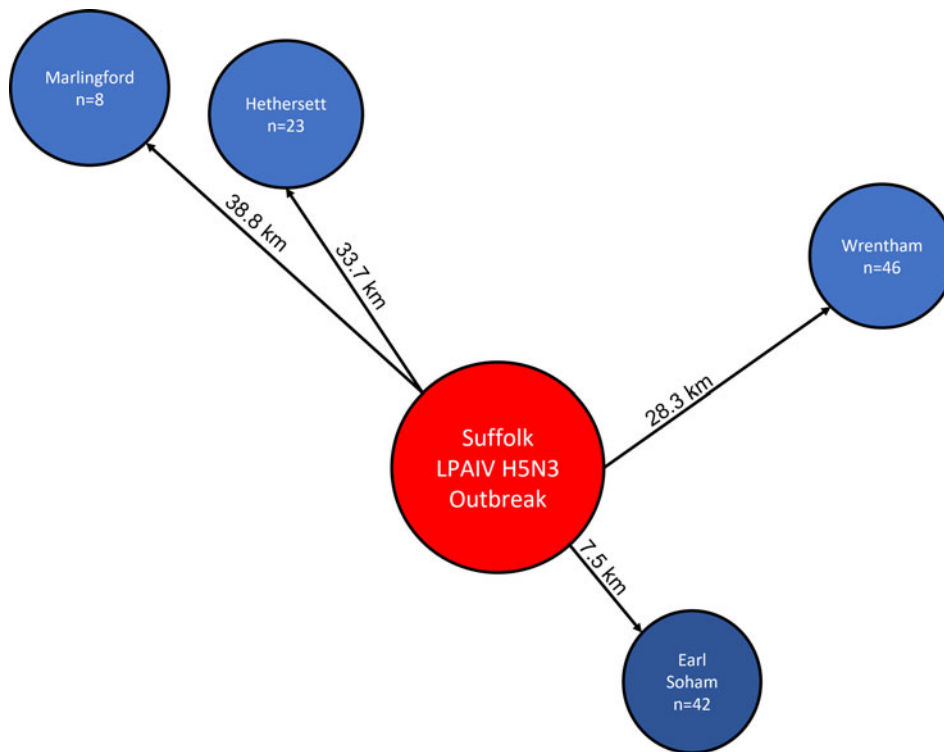 Marlingford
n=8
Hethersett
n=23
38.8 km
33.7 km
Wrentham
n=46
28.3 km
Suffolk
LPAIV H5N3
Outbreak
7.5 km
Earl
Soham
n=42